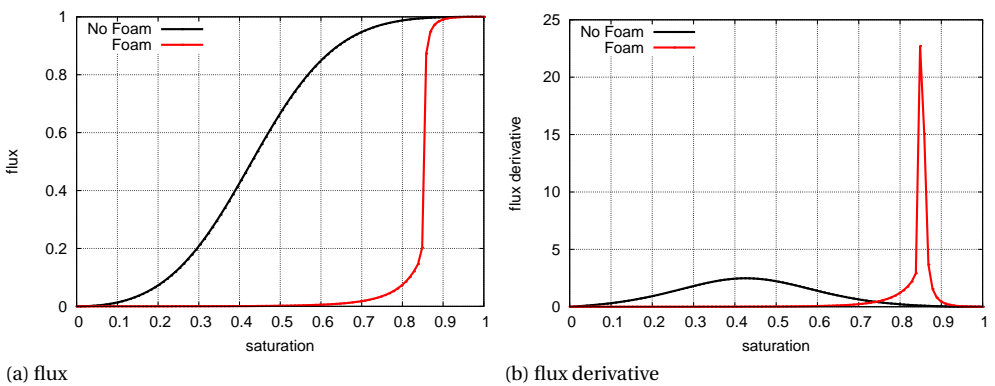 flux
1
0.8
0.6
0.4
0.2
0
No Foam
Foam
0 0.1 0.2 0.3 0.4 0.5 0.6 0.7 0.8 0.9 1
saturation
(a) flux
flux derivative
25
20
15
10
5
0
No Foam
Foam
0 0.1 0.2 0.3 0.4 0.5 0.6 0.7 0.8 0.9 1
saturation
(b) flux derivative